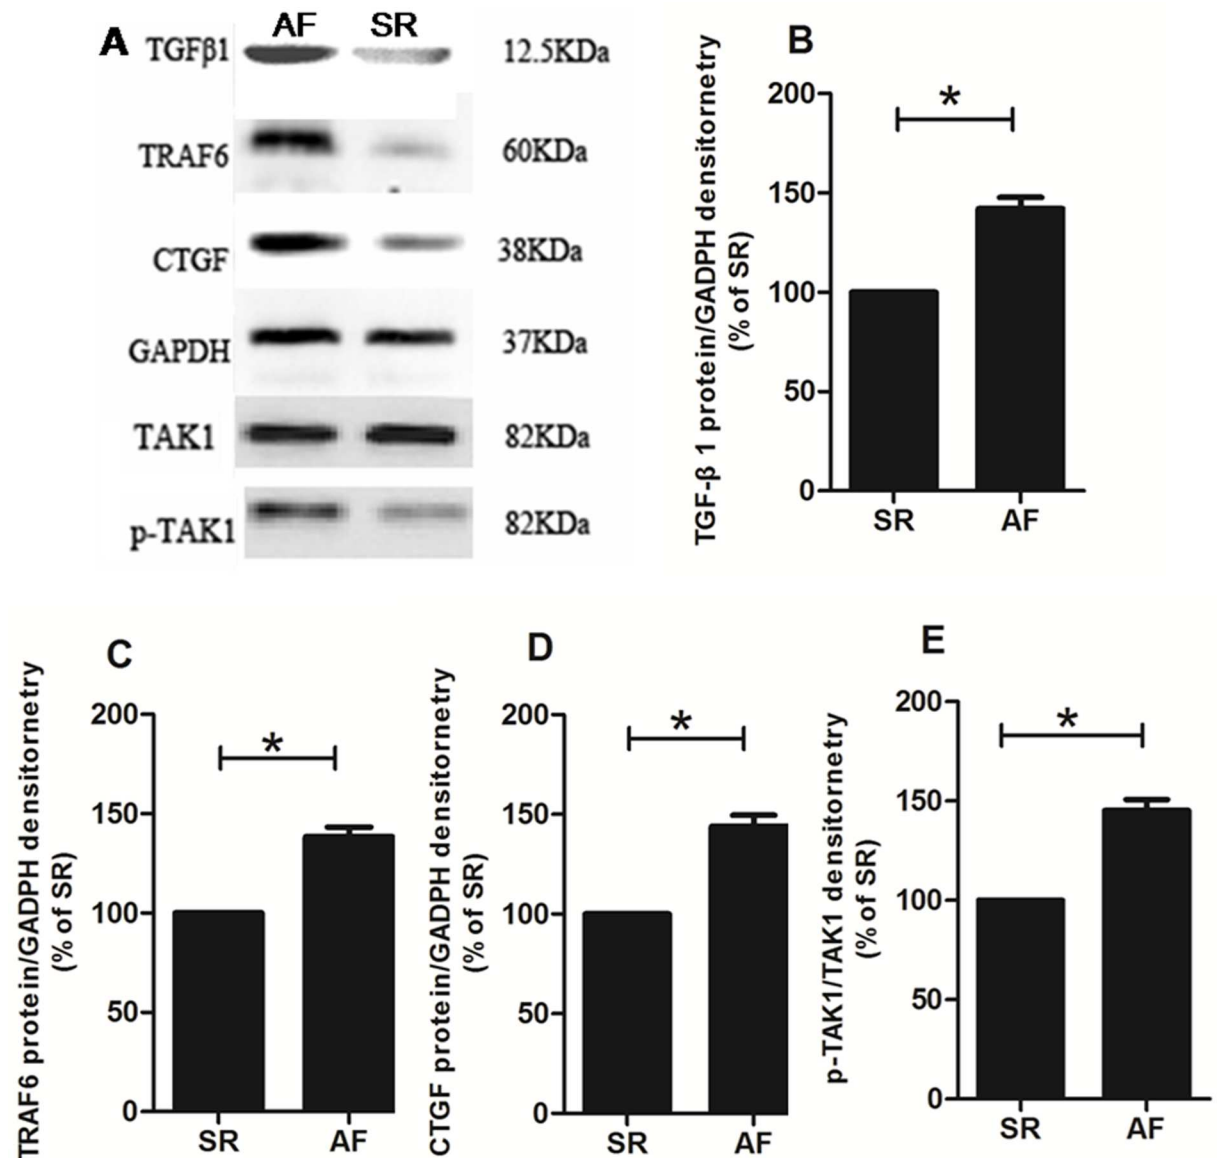 A
AF SR
TGFβ1 12.5KDa
TRAF6 60KDa
CTGF 38KDa
GAPDH 37KDa
TAK1 82KDa
p-TAK1 82KDa
B
TGF-β 1 protein/GADPH densitornetry
(% of SR)
200
150
100
50
0
*
SR AF
C
TRAF6 protein/GADPH densitornetry
(% of SR)
200
150
100
50
0
*
SR AF
D
CTGF protein/GADPH densitornetry
(% of SR)
200
150
100
50
0
*
SR AF
E
p-TAK1/TAK1 densitornetry
(% of SR)
200
150
100
50
0
*
SR AF